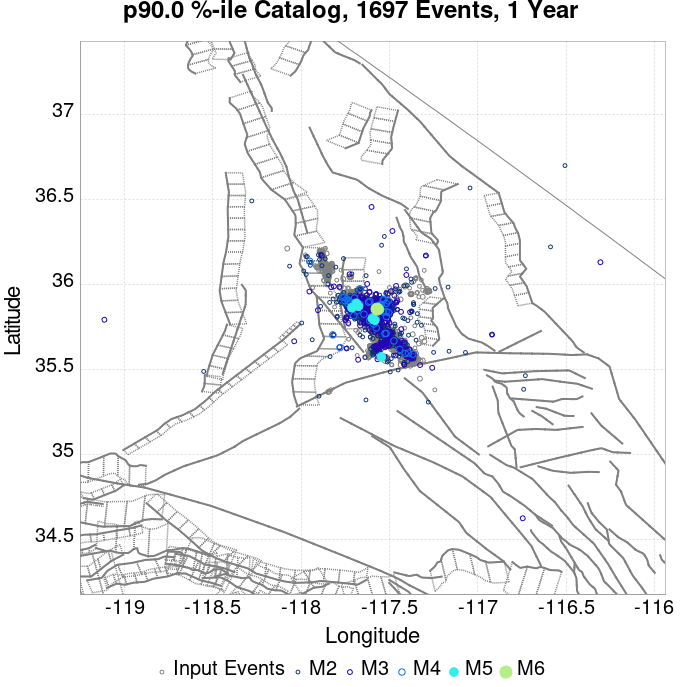 p90.0 %-ile Catalog, 1697 Events, 1 Year
37
36.5
36
35.5
35
34.5
Latitude
-119 -118.5 -118 -117.5 -117 -116.5 -116
Longitude
Input Events M2 M3 M4 M5 M6